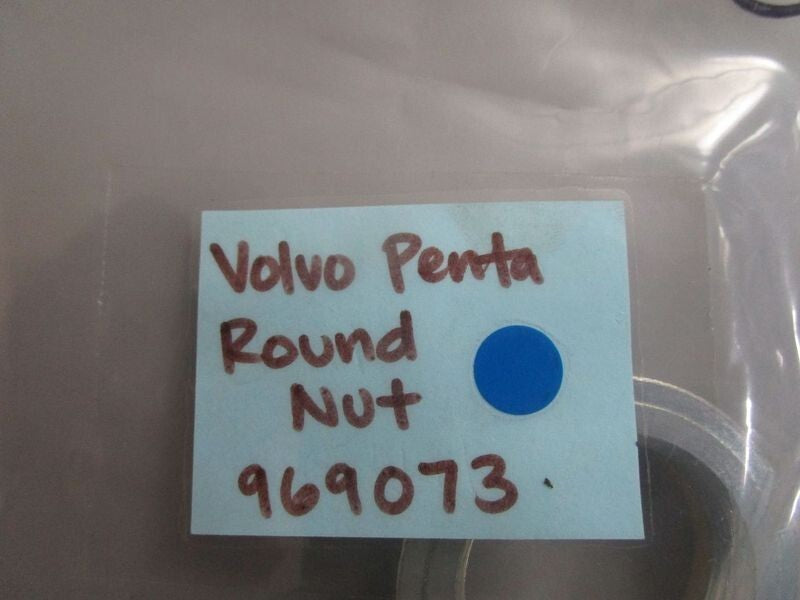 Volvo Penta
Round
Nut
969073.